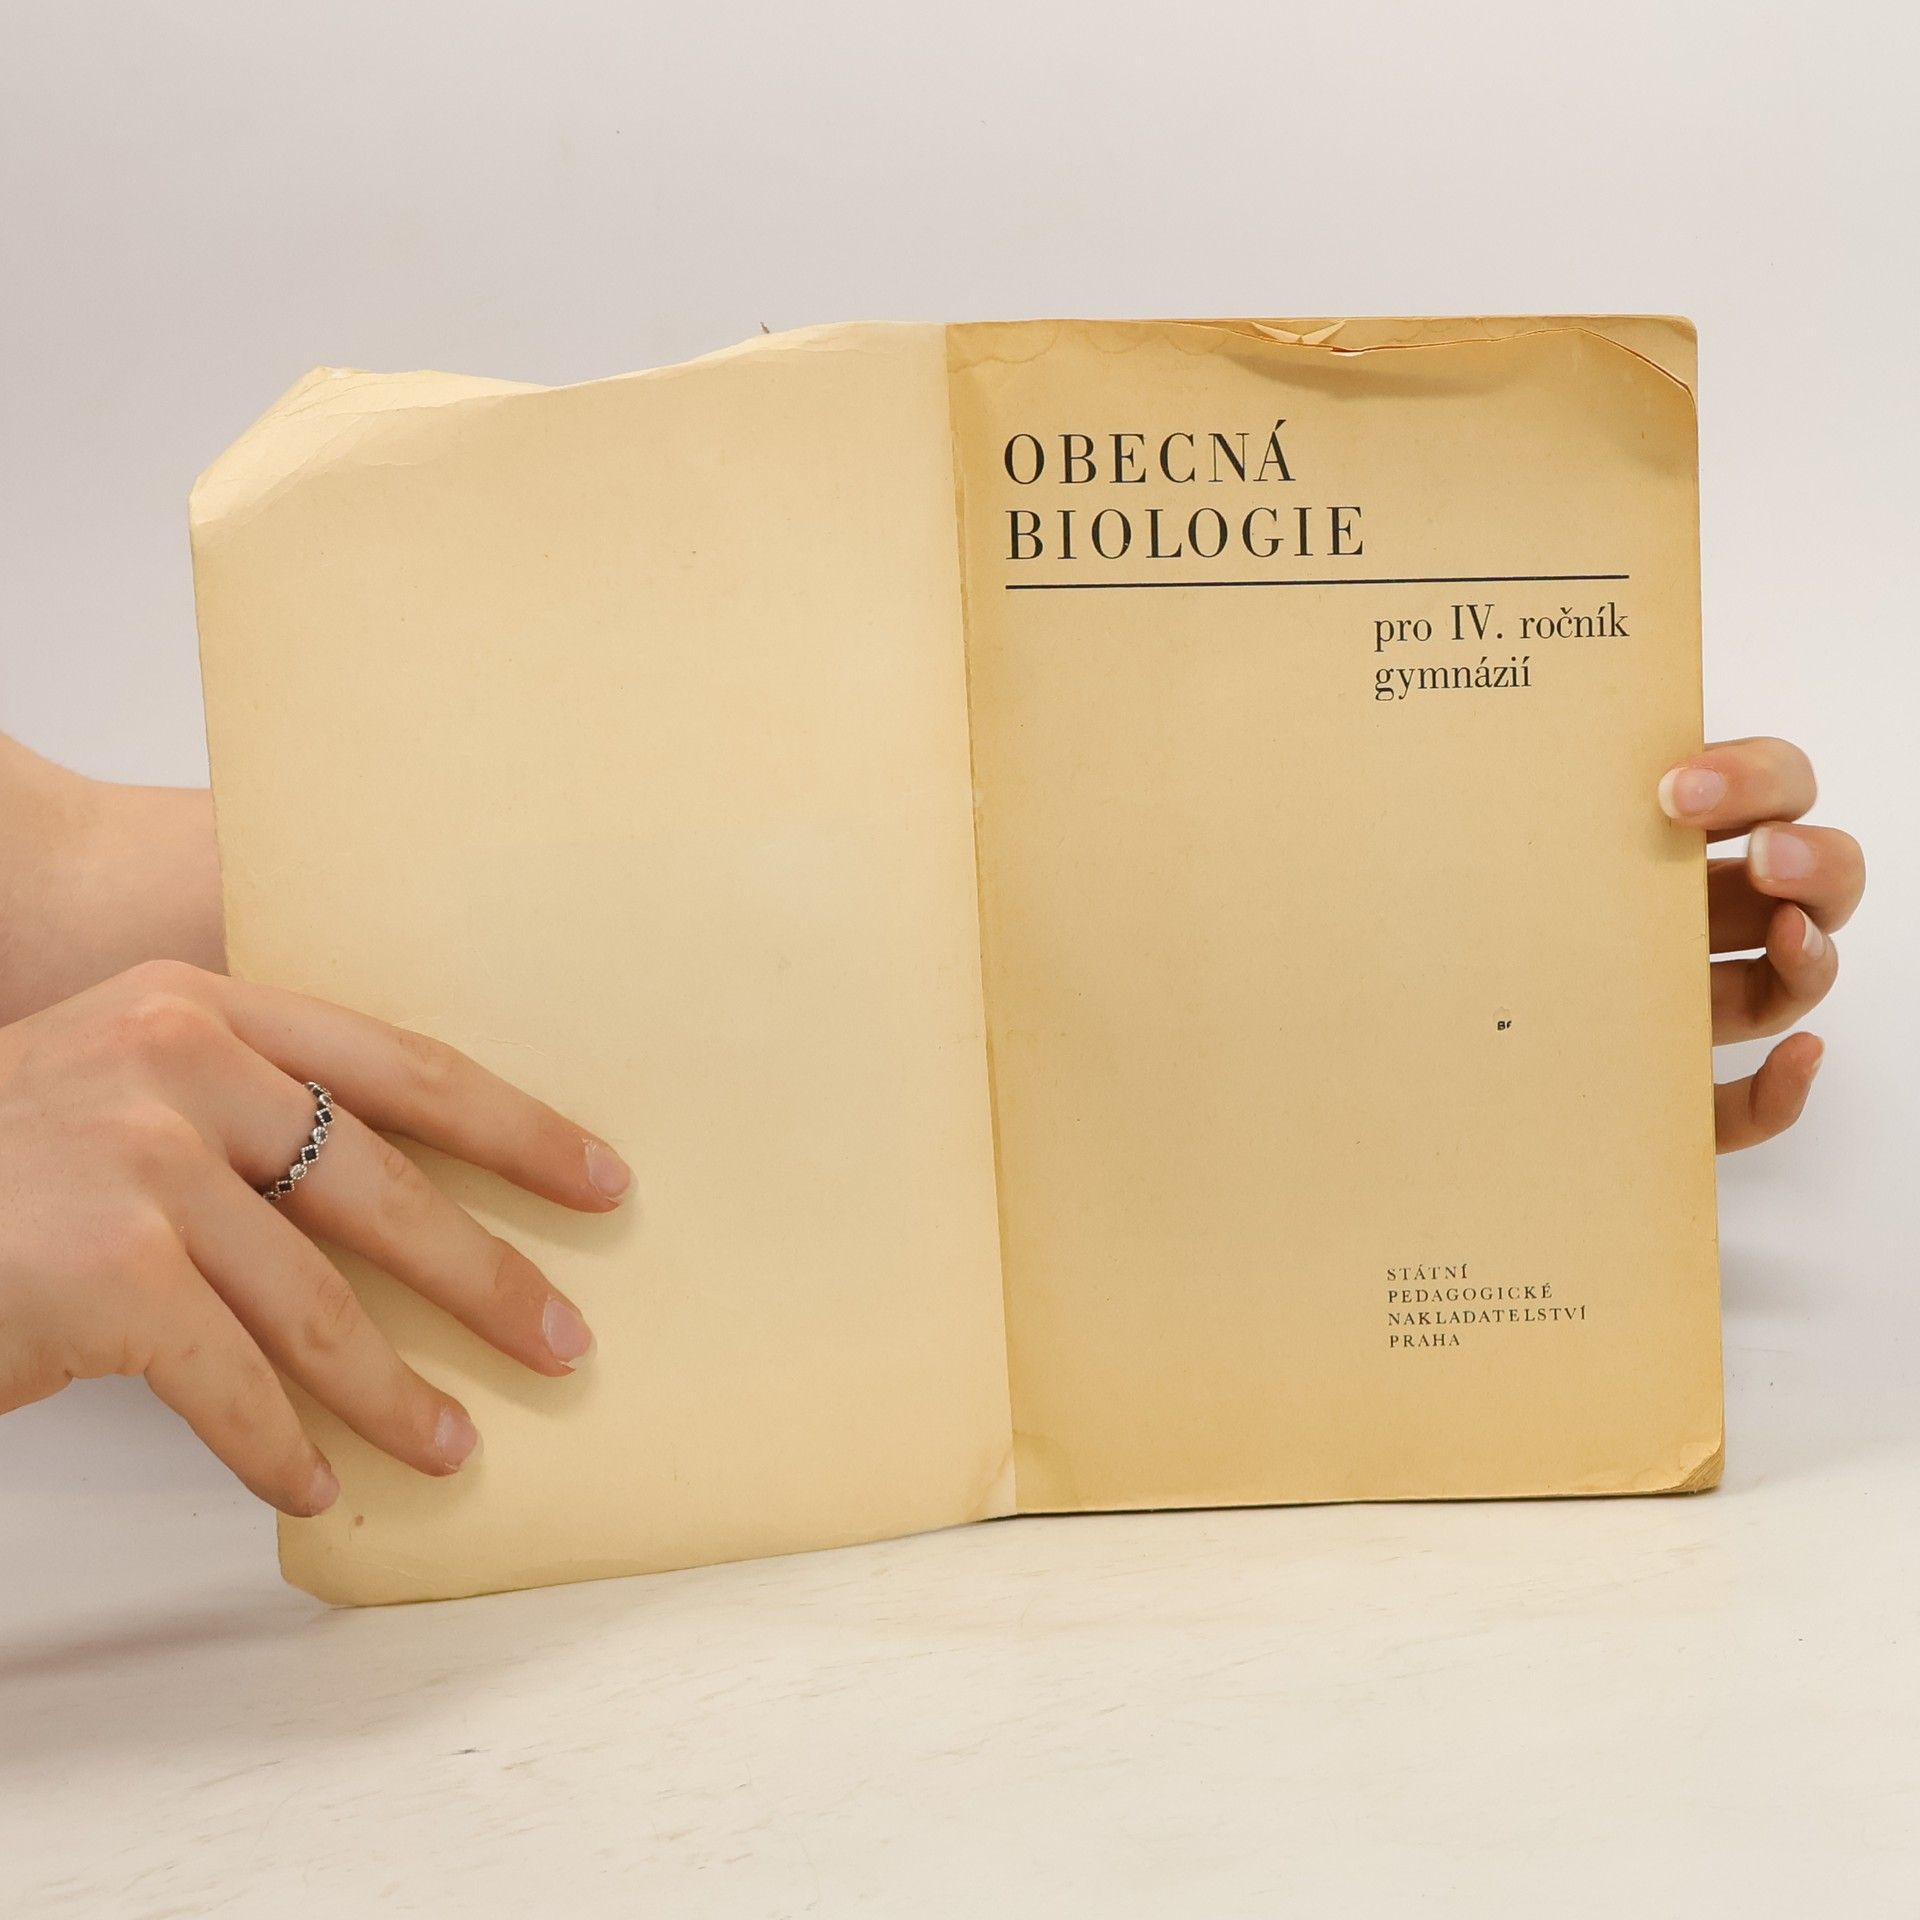 OBECNÁ
BIOLOGIE
pro IV. ročník
gymnázií
STÁTNÍ
PEDAGOGICKÉ
NAKLADATELSTVÍ
PRAHA